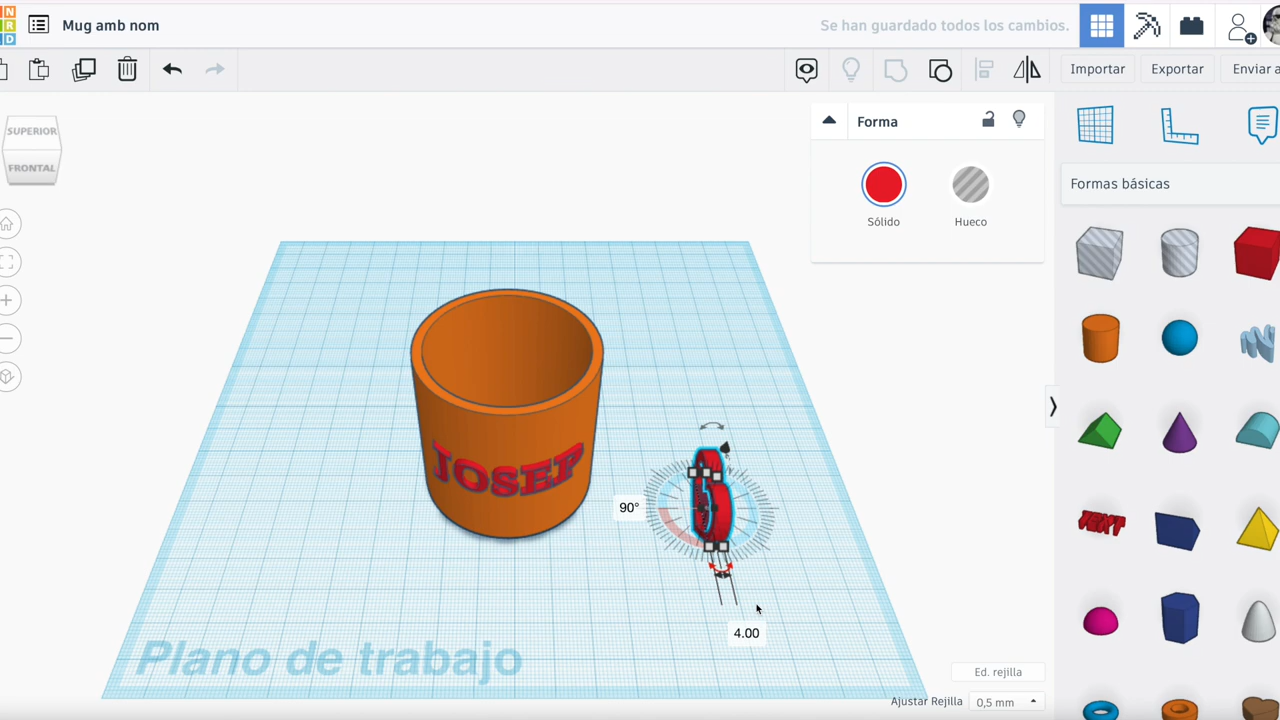 N
R
D
Mug amb nom
Se han guardado todos los cambios.
Importar
Exportar
Enviar a
SUPERIOR
FRONTAL
Forma
Sólido
Hueco
Formas básicas
JOSEP
TEXT
90°
4.00
Plano de trabajo
Ed. rejilla
Ajustar Rejilla
0,5 mm